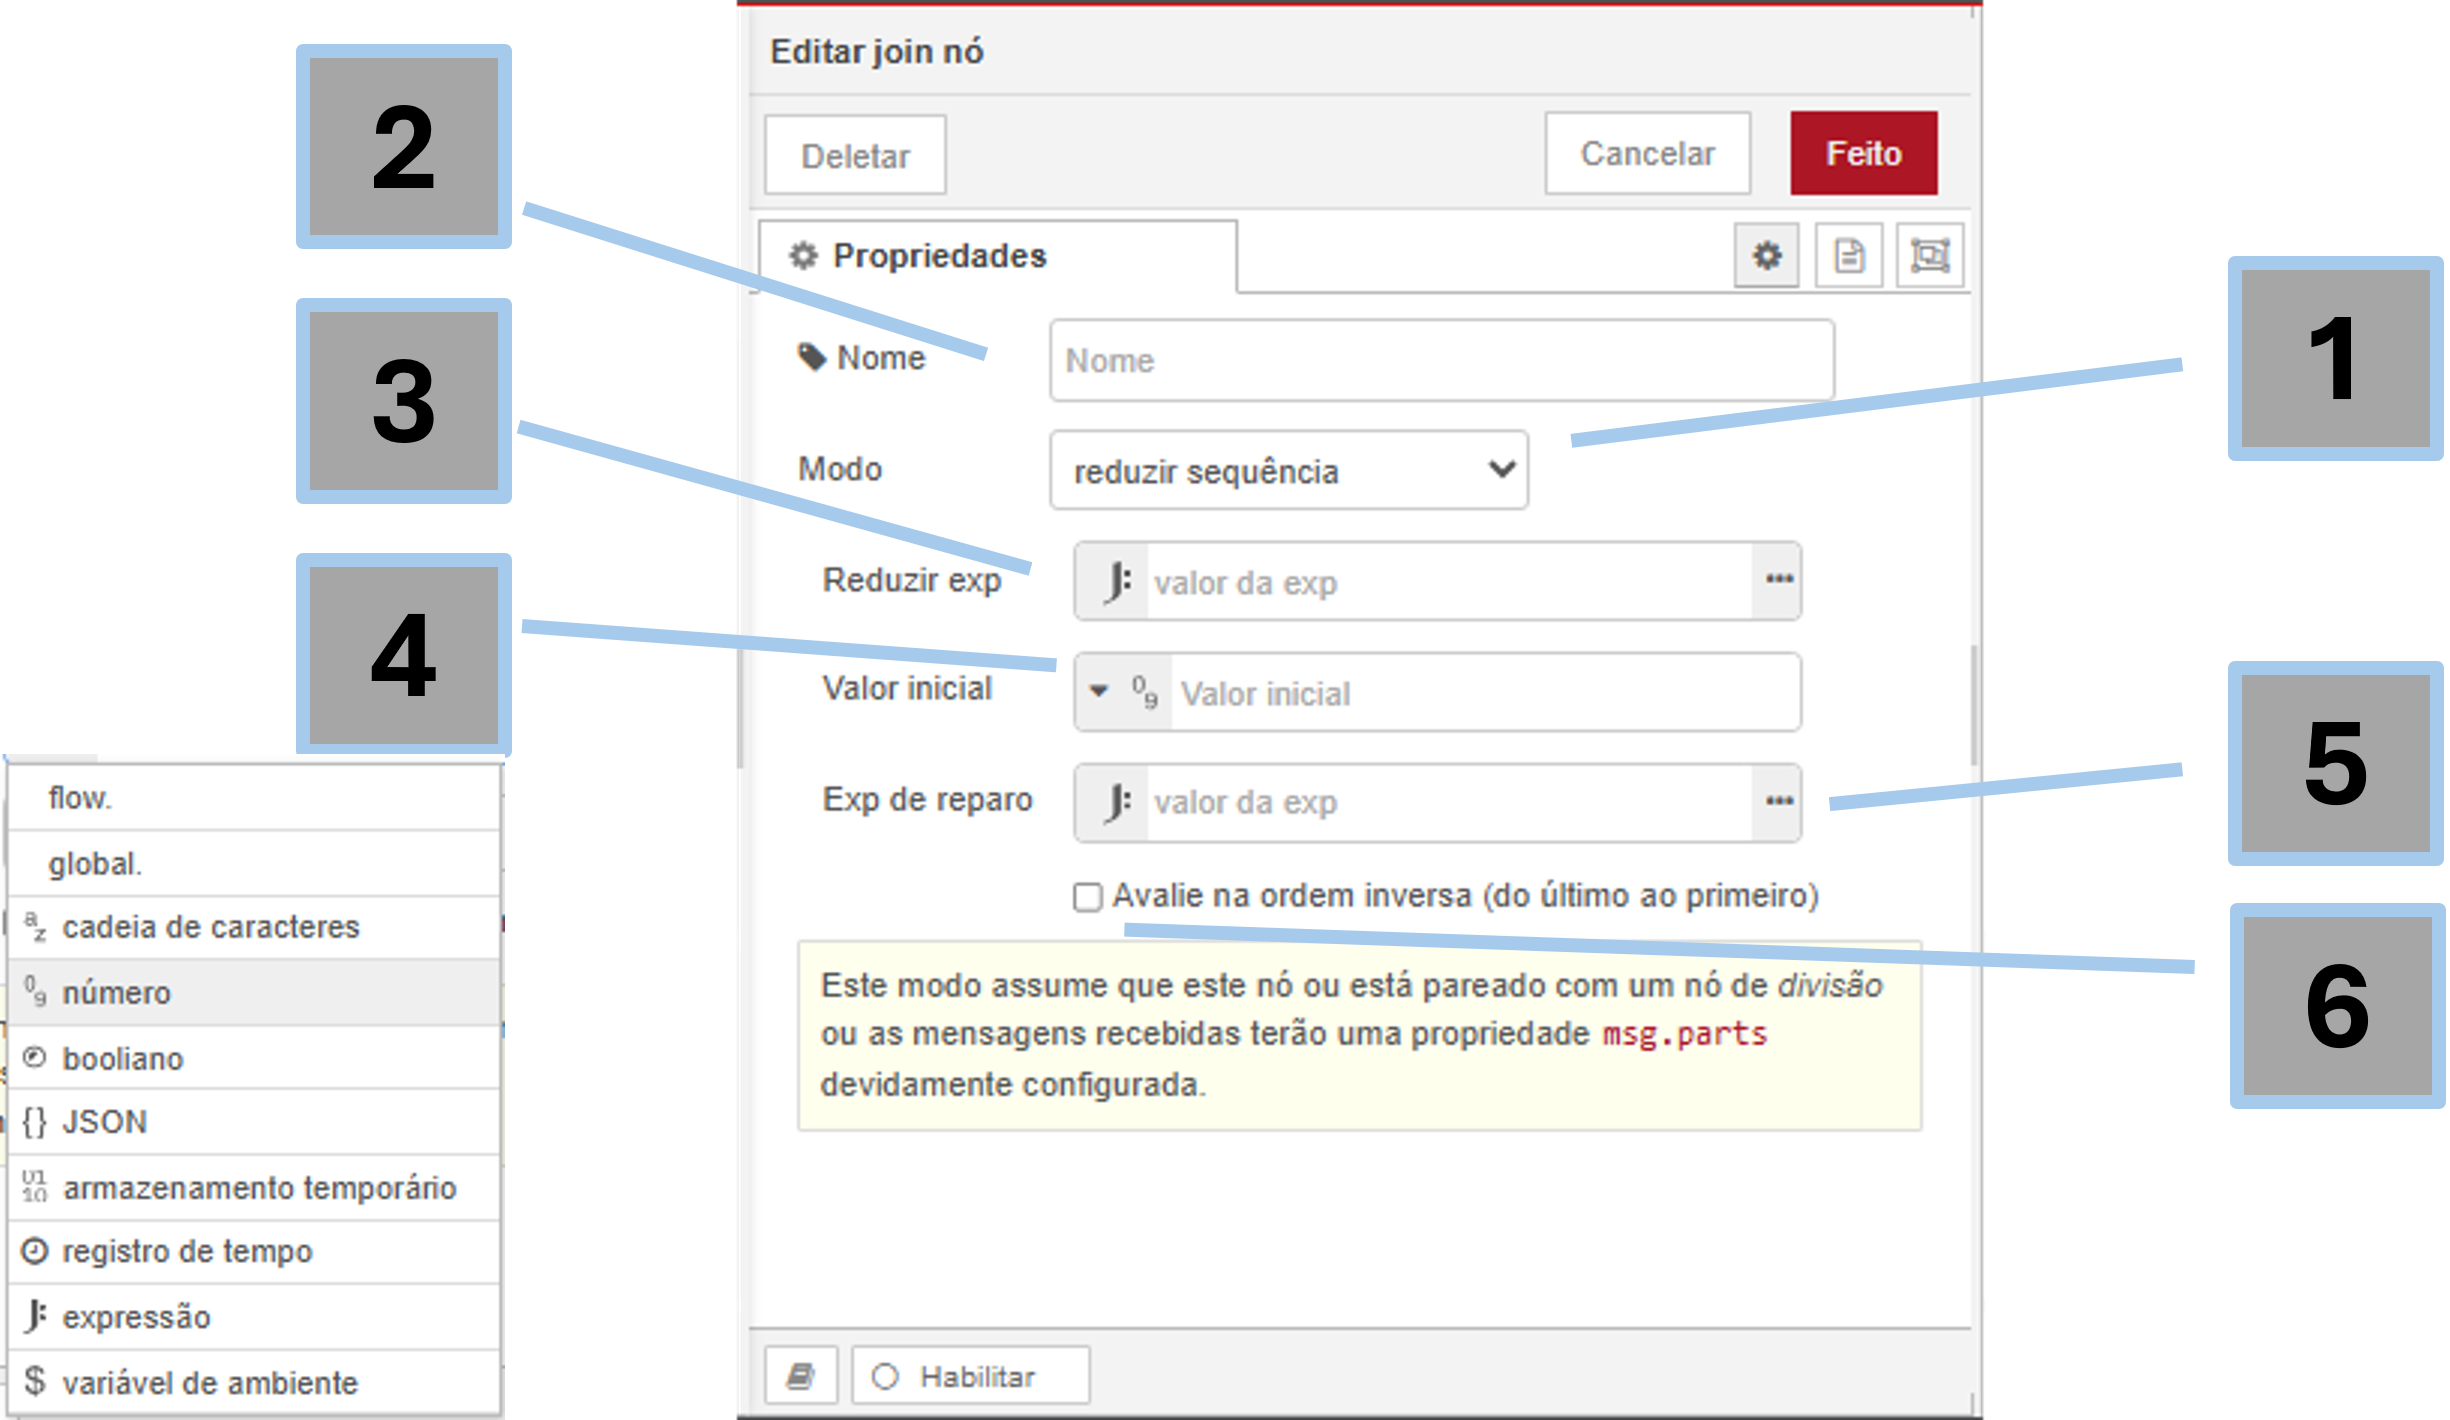 Editar join nó
Deletar
Cancelar
Feito
Propriedades
Nome
Nome
Modo
reduzir sequência
Reduzir exp
J: valor da exp
Valor inicial
Valor inicial
Exp de reparo
J: valor da exp
Avalie na ordem inversa (do último ao primeiro)
Este modo assume que este nó ou está pareado com um nó de divisão
ou as mensagens recebidas terão uma propriedade msg.parts
devidamente configurada.
Habilitar
2
3
4
flow.
global.
cadeia de caracteres
número
booliano
{} JSON
armazenamento temporário
registro de tempo
J: expressão
$ variável de ambiente
1
5
6